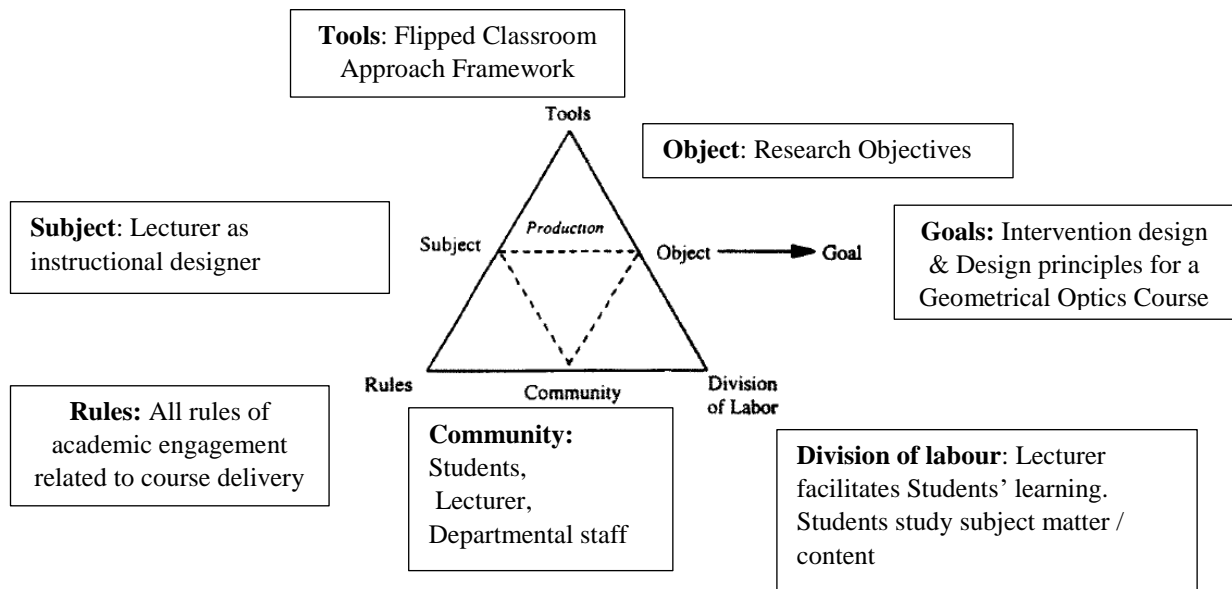 Tools: Flipped Classroom
Approach Framework
Tools
Object: Research Objectives
Subject: Lecturer as
instructional designer
Production
Subject
Object
Goal
Goals: Intervention design
& Design principles for a
Geometrical Optics Course
Rules
Community
Division
of Labor
Rules: All rules of
academic engagement
related to course delivery
Community:
Students,
Lecturer,
Departmental staff
Division of labour: Lecturer
facilitates Students’ learning.
Students study subject matter /
content